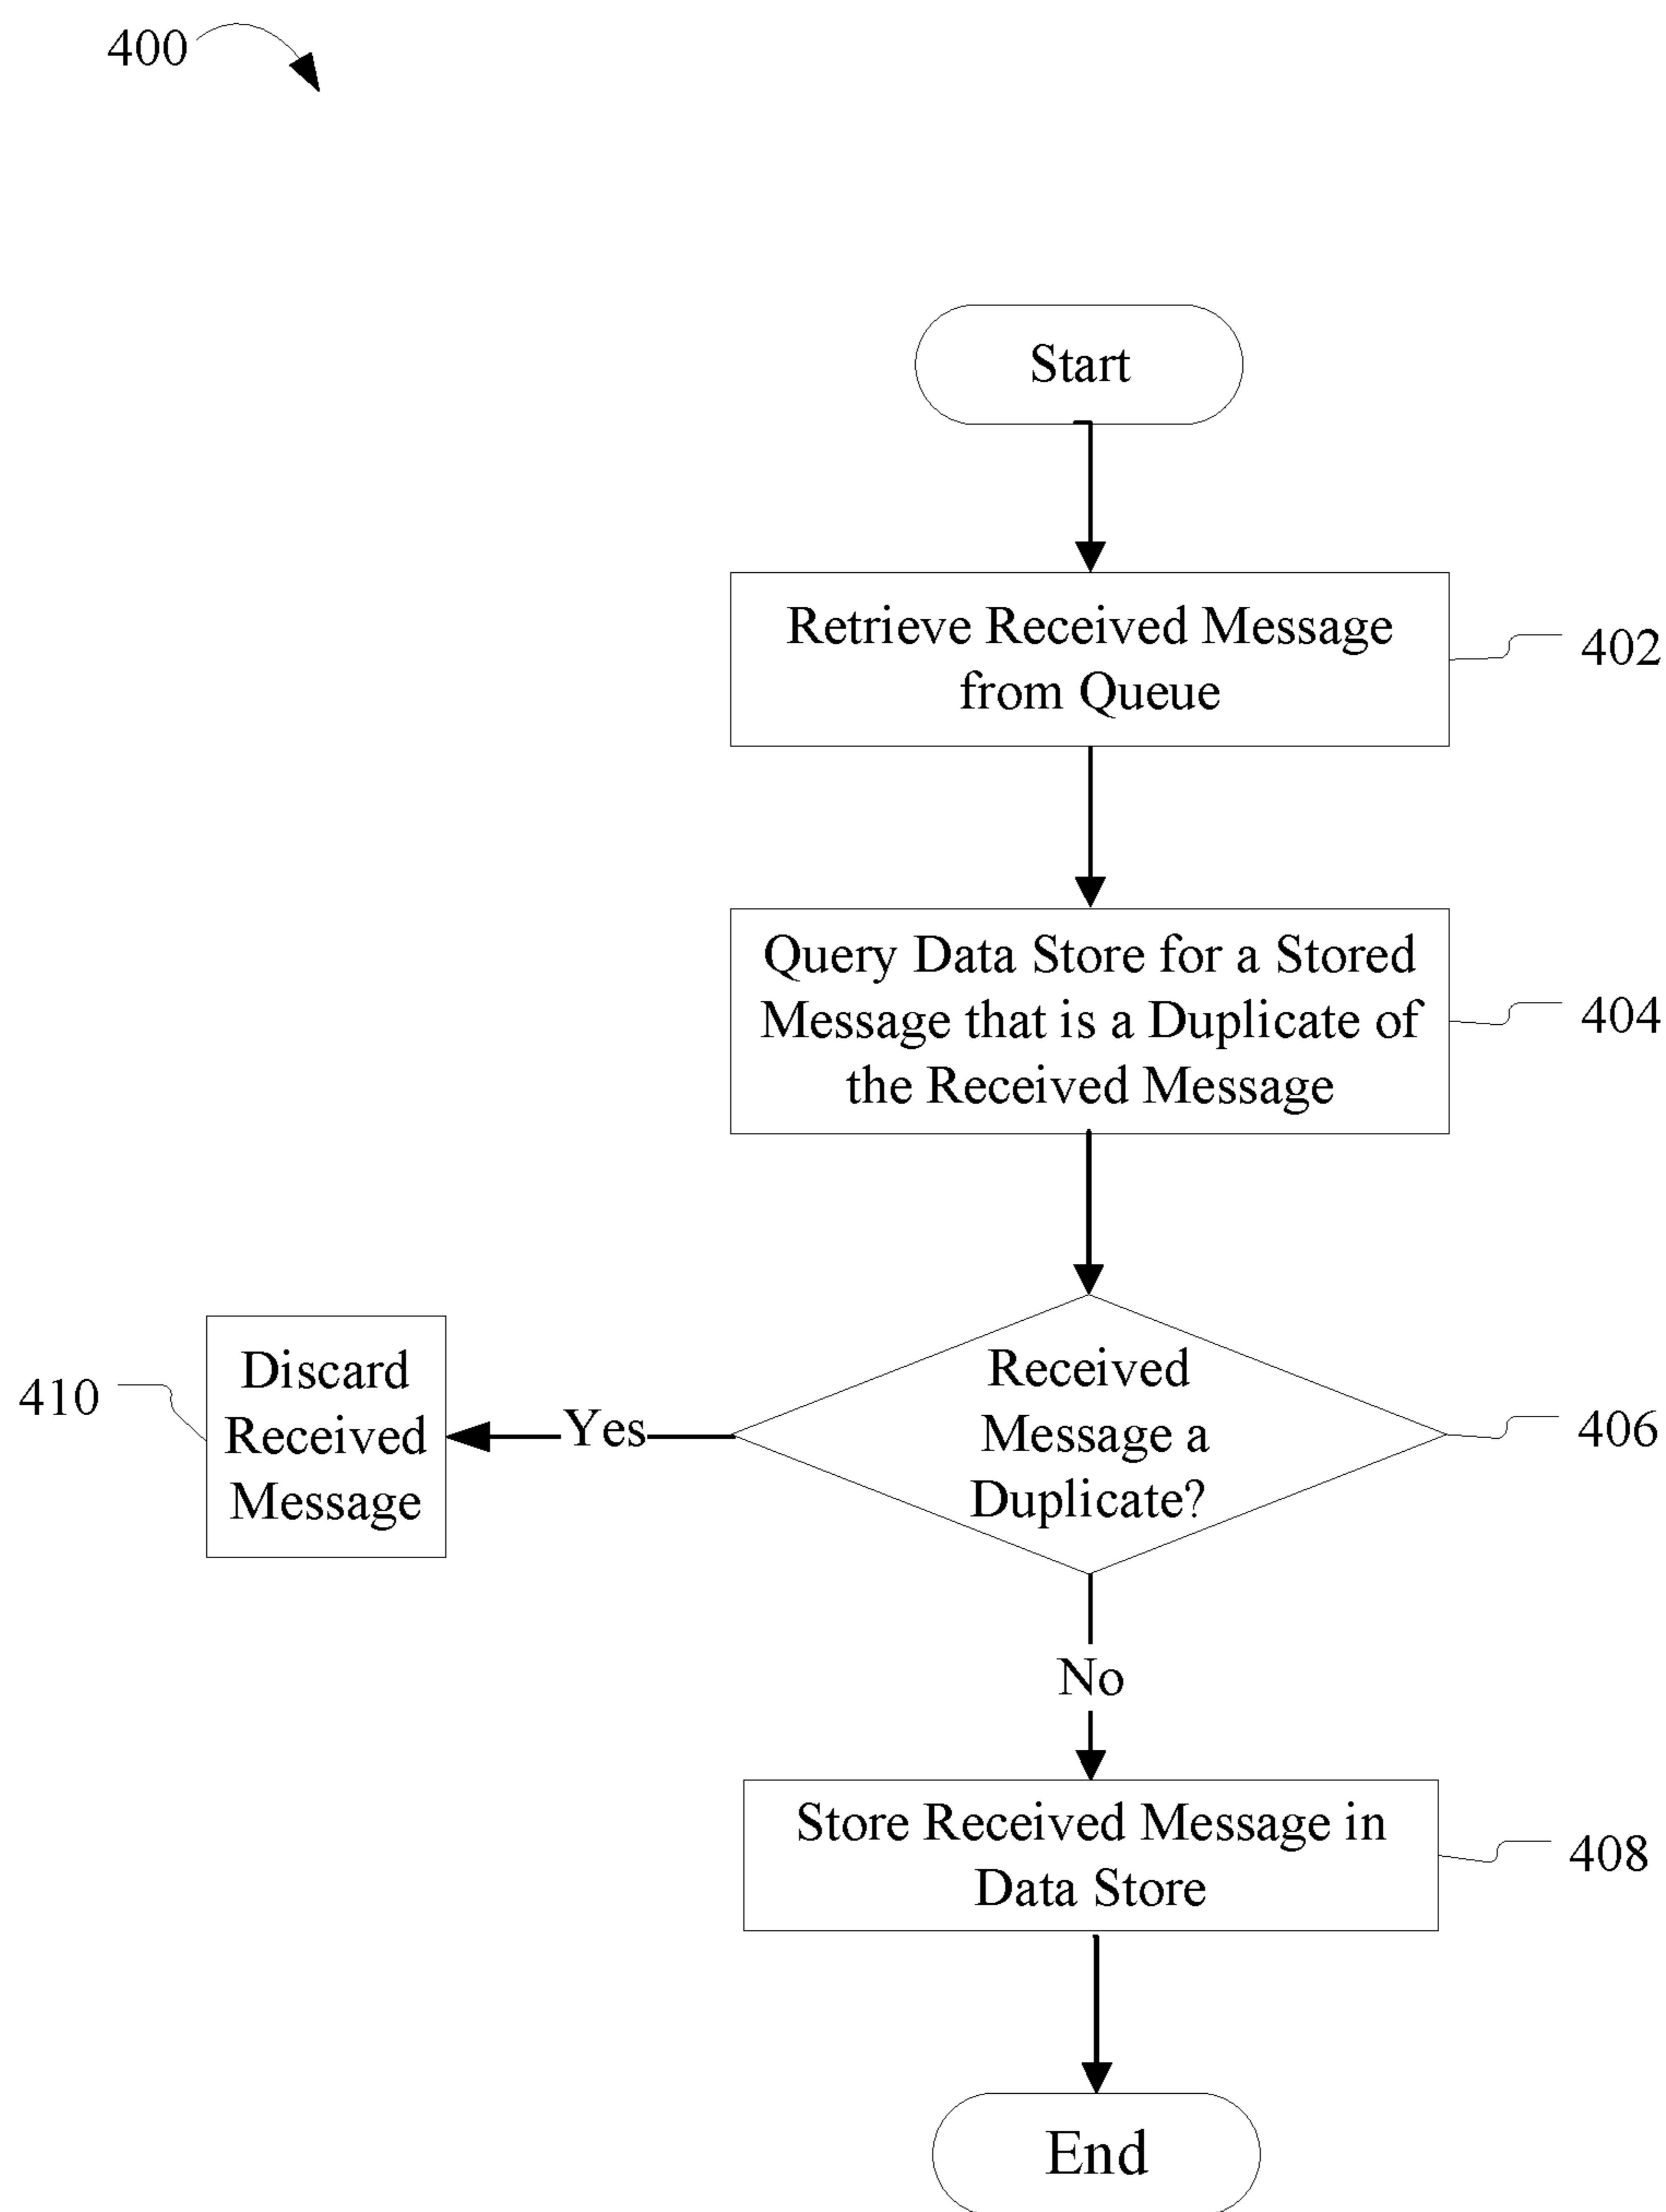 400
Start
Retrieve Received Message
from Queue
402
Query Data Store for a Stored
Message that is a Duplicate of
the Received Message
404
Received
Message a
Duplicate?
406
Yes
Discard
Received
Message
410
No
Store Received Message in
Data Store
408
End